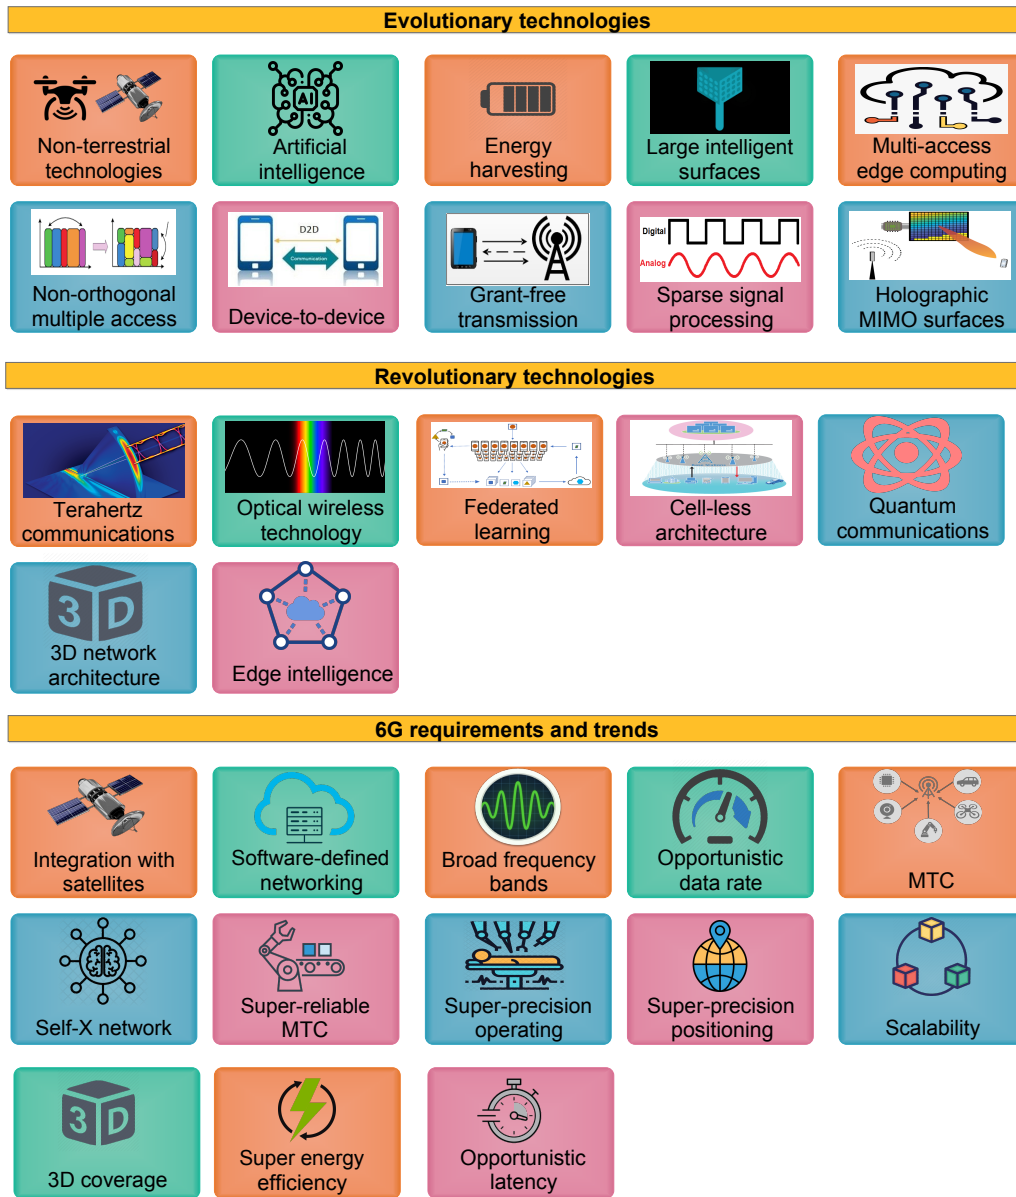 Evolutionary technologies
Non-terrestrial
technologies
AI
Artificial
intelligence
Energy
harvesting
Large intelligent
surfaces
Multi-access
edge computing
Non-orthogonal
multiple access
D2D
Communication
Device-to-device
Grant-free
transmission
Digital
Analog
Sparse signal
processing
Holographic
MIMO surfaces
Revolutionary technologies
Terahertz
communications
Optical wireless
technology
Federated
learning
Cell-less
architecture
Quantum
communications
3D
3D network
architecture
Edge intelligence
6G requirements and trends
Integration with
satellites
Software-defined
networking
Broad frequency
bands
Opportunistic
data rate
MTC
Self-X network
Super-reliable
MTC
Super-precision
operating
Super-precision
positioning
Scalability
3D
3D coverage
Super energy
efficiency
Opportunistic
latency